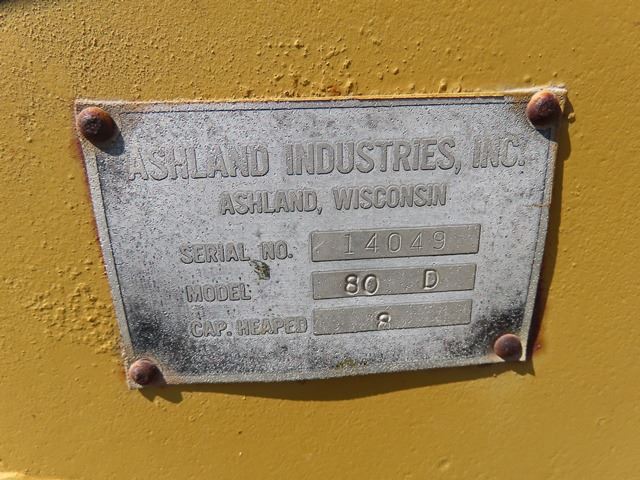 ASHLAND INDUSTRIES, INC.
ASHLAND, WISCONSIN
SERIAL NO. 14049
MODEL 80 D
CAP. HEAPED 8